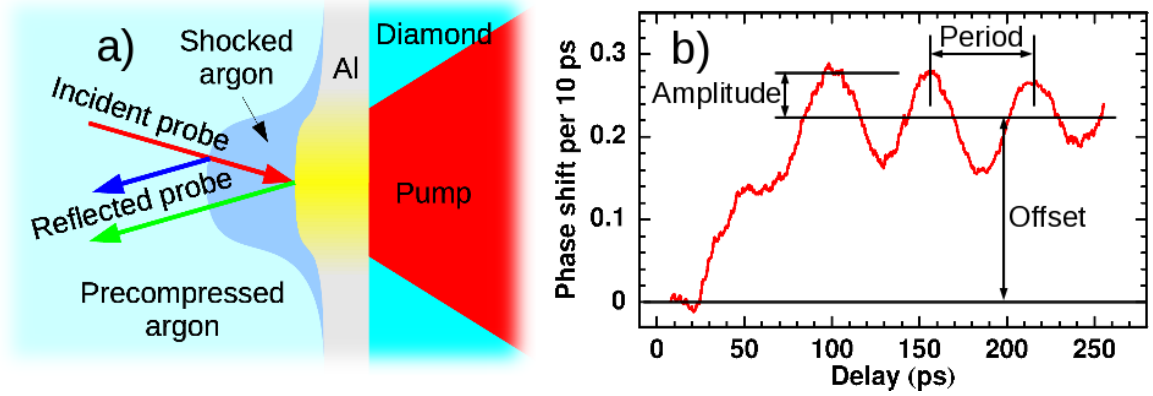 a)
Shocked
argon
Al
Diamond
Incident probe
Reflected probe
Pump
Precompressed
argon
b)
Period
Amplitude
Offset
Phase shift per 10 ps
0.3
0.2
0.1
0
0 50 100 150 200 250
Delay (ps)